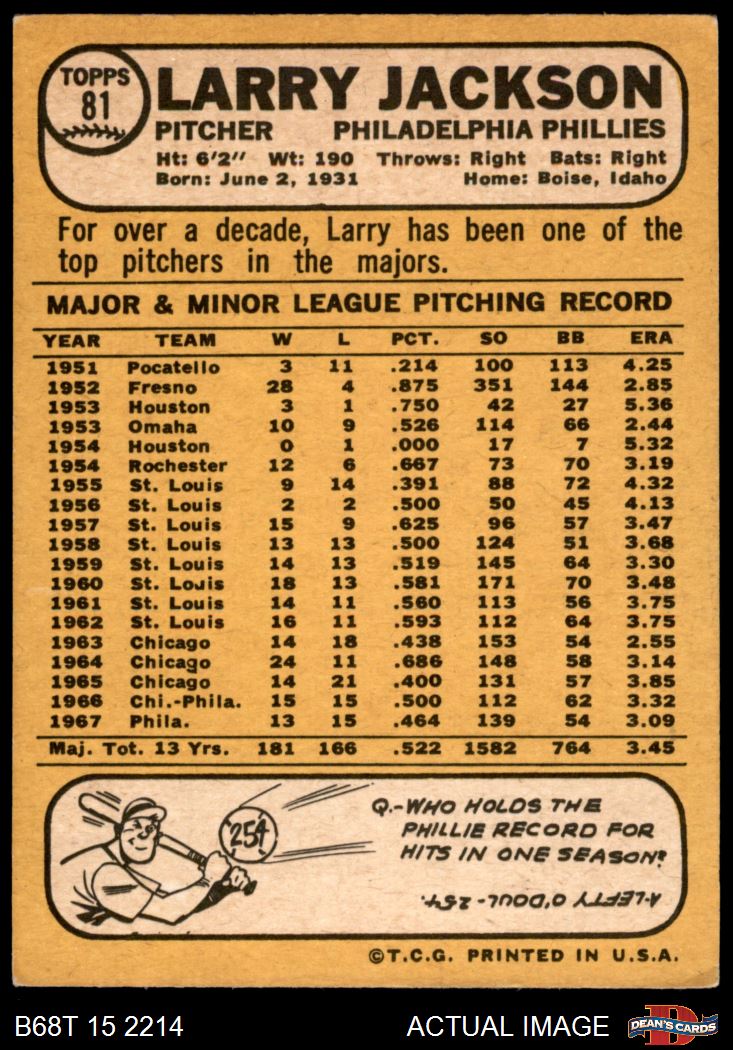 TOPPS
81
LARRY JACKSON
PITCHER PHILADELPHIA PHILLIES
Ht: 6'2" Wt: 190 Throws: Right Bats: Right
Born: June 2, 1931 Home: Boise, Idaho
For over a decade, Larry has been one of the
top pitchers in the majors.
MAJOR & MINOR LEAGUE PITCHING RECORD
YEAR TEAM W L PCT. SO BB ERA
1951 Pocatello 3 11 .214 100 113 4.25
1952 Fresno 28 4 .875 351 144 2.85
1953 Houston 3 1 .750 42 27 5.36
1953 Omaha 10 9 .526 114 66 2.44
1954 Houston 0 1 .000 17 7 5.32
1954 Rochester 12 6 .667 73 70 3.19
1955 St. Louis 9 14 .391 88 72 4.32
1956 St. Louis 2 2 .500 50 45 4.13
1957 St. Louis 15 9 .625 96 57 3.47
1958 St. Louis 13 13 .500 124 51 3.68
1959 St. Louis 14 13 .519 145 64 3.30
1960 St. Louis 18 13 .581 171 70 3.48
1961 St. Louis 14 11 .560 113 56 3.75
1962 St. Louis 16 11 .593 112 64 3.75
1963 Chicago 14 18 .438 153 54 2.55
1964 Chicago 24 11 .686 148 58 3.14
1965 Chicago 14 21 .400 131 57 3.85
1966 Chi.-Phila. 15 15 .500 112 62 3.32
1967 Phila. 13 15 .464 139 54 3.09
Maj. Tot. 13 Yrs. 181 166 .522 1582 764 3.45
254
Q.-WHO HOLDS THE
PHILLIE RECORD FOR
HITS IN ONE SEASON?
A-LEFTY O'DOUL-254.
©T.C.G. PRINTED IN U.S.A.
B68T 15 2214 ACTUAL IMAGE
D
DEAN'S CARDS